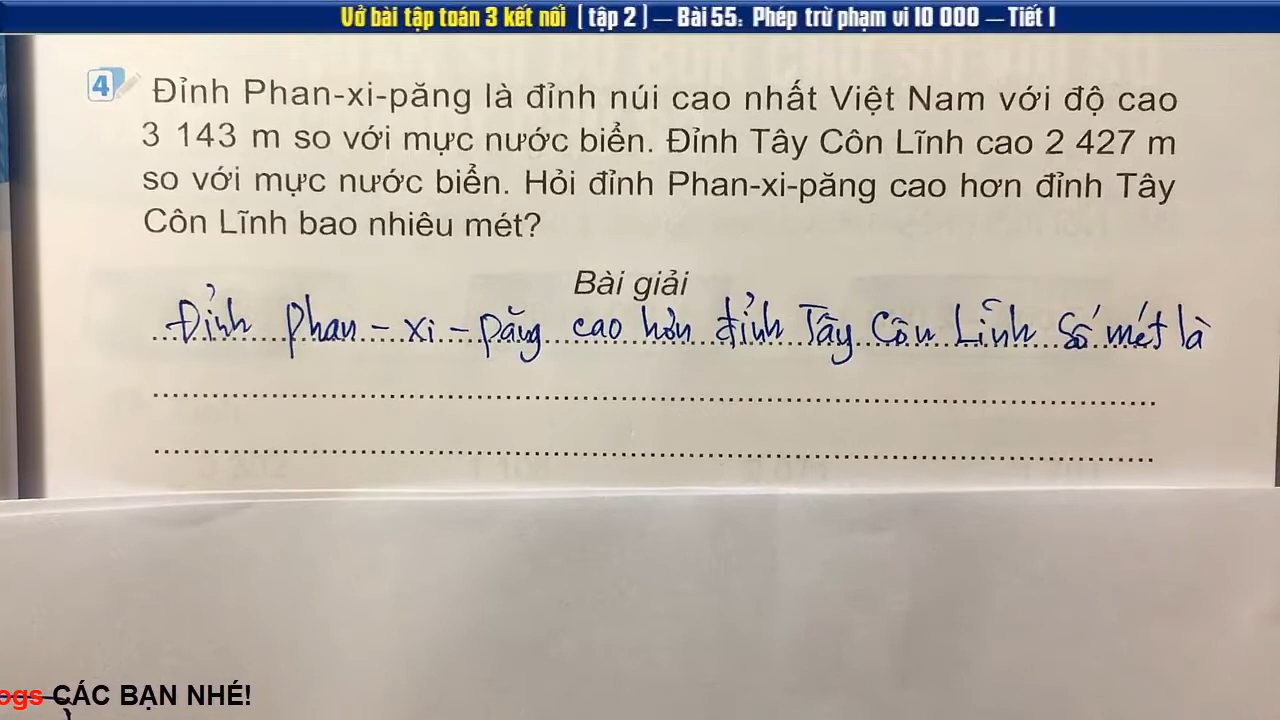 Vở bài tập toán 3 kết nối ( tập 2 ) – Bài 55: Phép trừ phạm vi 10 000 – Tiết 1
4 Đỉnh Phan-xi-păng là đỉnh núi cao nhất Việt Nam với độ cao
3 143 m so với mực nước biển. Đỉnh Tây Côn Lĩnh cao 2 427 m
so với mực nước biển. Hỏi đỉnh Phan-xi-păng cao hơn đỉnh Tây
Côn Lĩnh bao nhiêu mét?
Bài giải
Đỉnh Phan - xi - păng cao hơn đỉnh Tây Côn Lĩnh số mét là
ogs CÁC BẠN NHÉ!